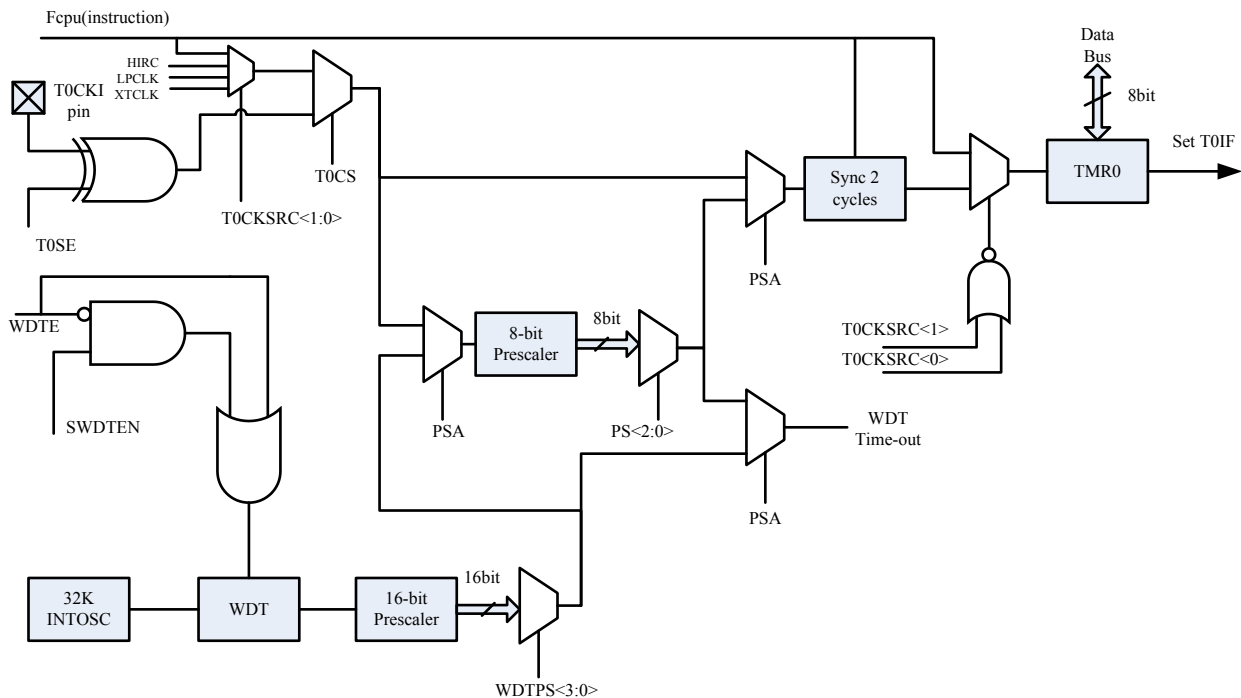 Fcpu(instruction)
HIRC
LPCLK
XTCLK
T0CKI
pin
T0CS
T0CKSRC<1:0>
T0SE
Data
Bus
8bit
Set T0IF
TMR0
Sync 2
cycles
PSA
WDTE
SWDTEN
8-bit
Prescaler
8bit
PSA
PS<2:0>
T0CKSRC<1>
T0CKSRC<0>
WDT
Time-out
PSA
32K
INTOSC
WDT
16-bit
Prescaler
16bit
WDTPS<3:0>